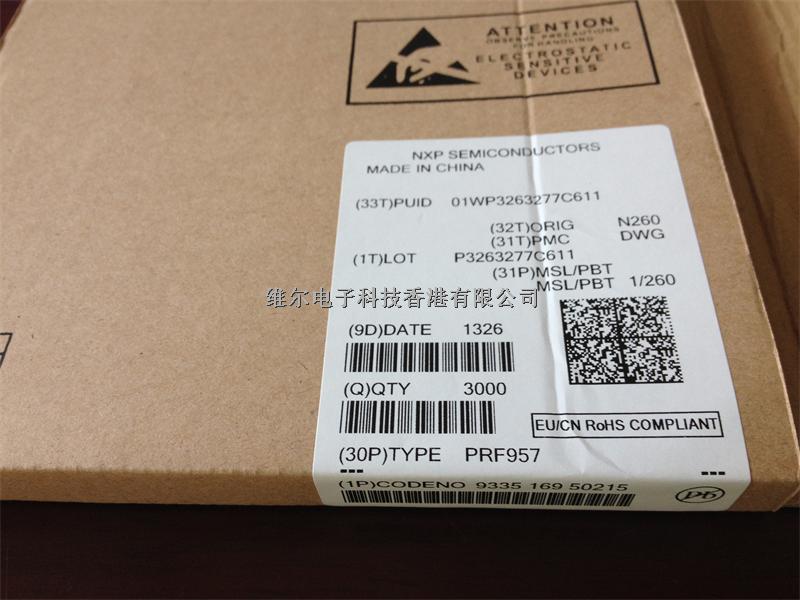 ATTENTION
OBSERVE PRECAUTIONS
FOR HANDLING
ELECTROSTATIC
SENSITIVE
DEVICES
NXP SEMICONDUCTORS
MADE IN CHINA
(33T)PUID 01WP3263277C611
(32T)ORIG N260
(31T)PMC DWG
(1T)LOT P3263277C611
(31P)MSL/PBT
MSL/PBT 1/260
维尔电子科技香港有限公司
(9D)DATE 1326
(Q)QTY 3000
EU/CN RoHS COMPLIANT
(30P)TYPE PRF957
(1P)CODENO 9335 169 50215
Pb